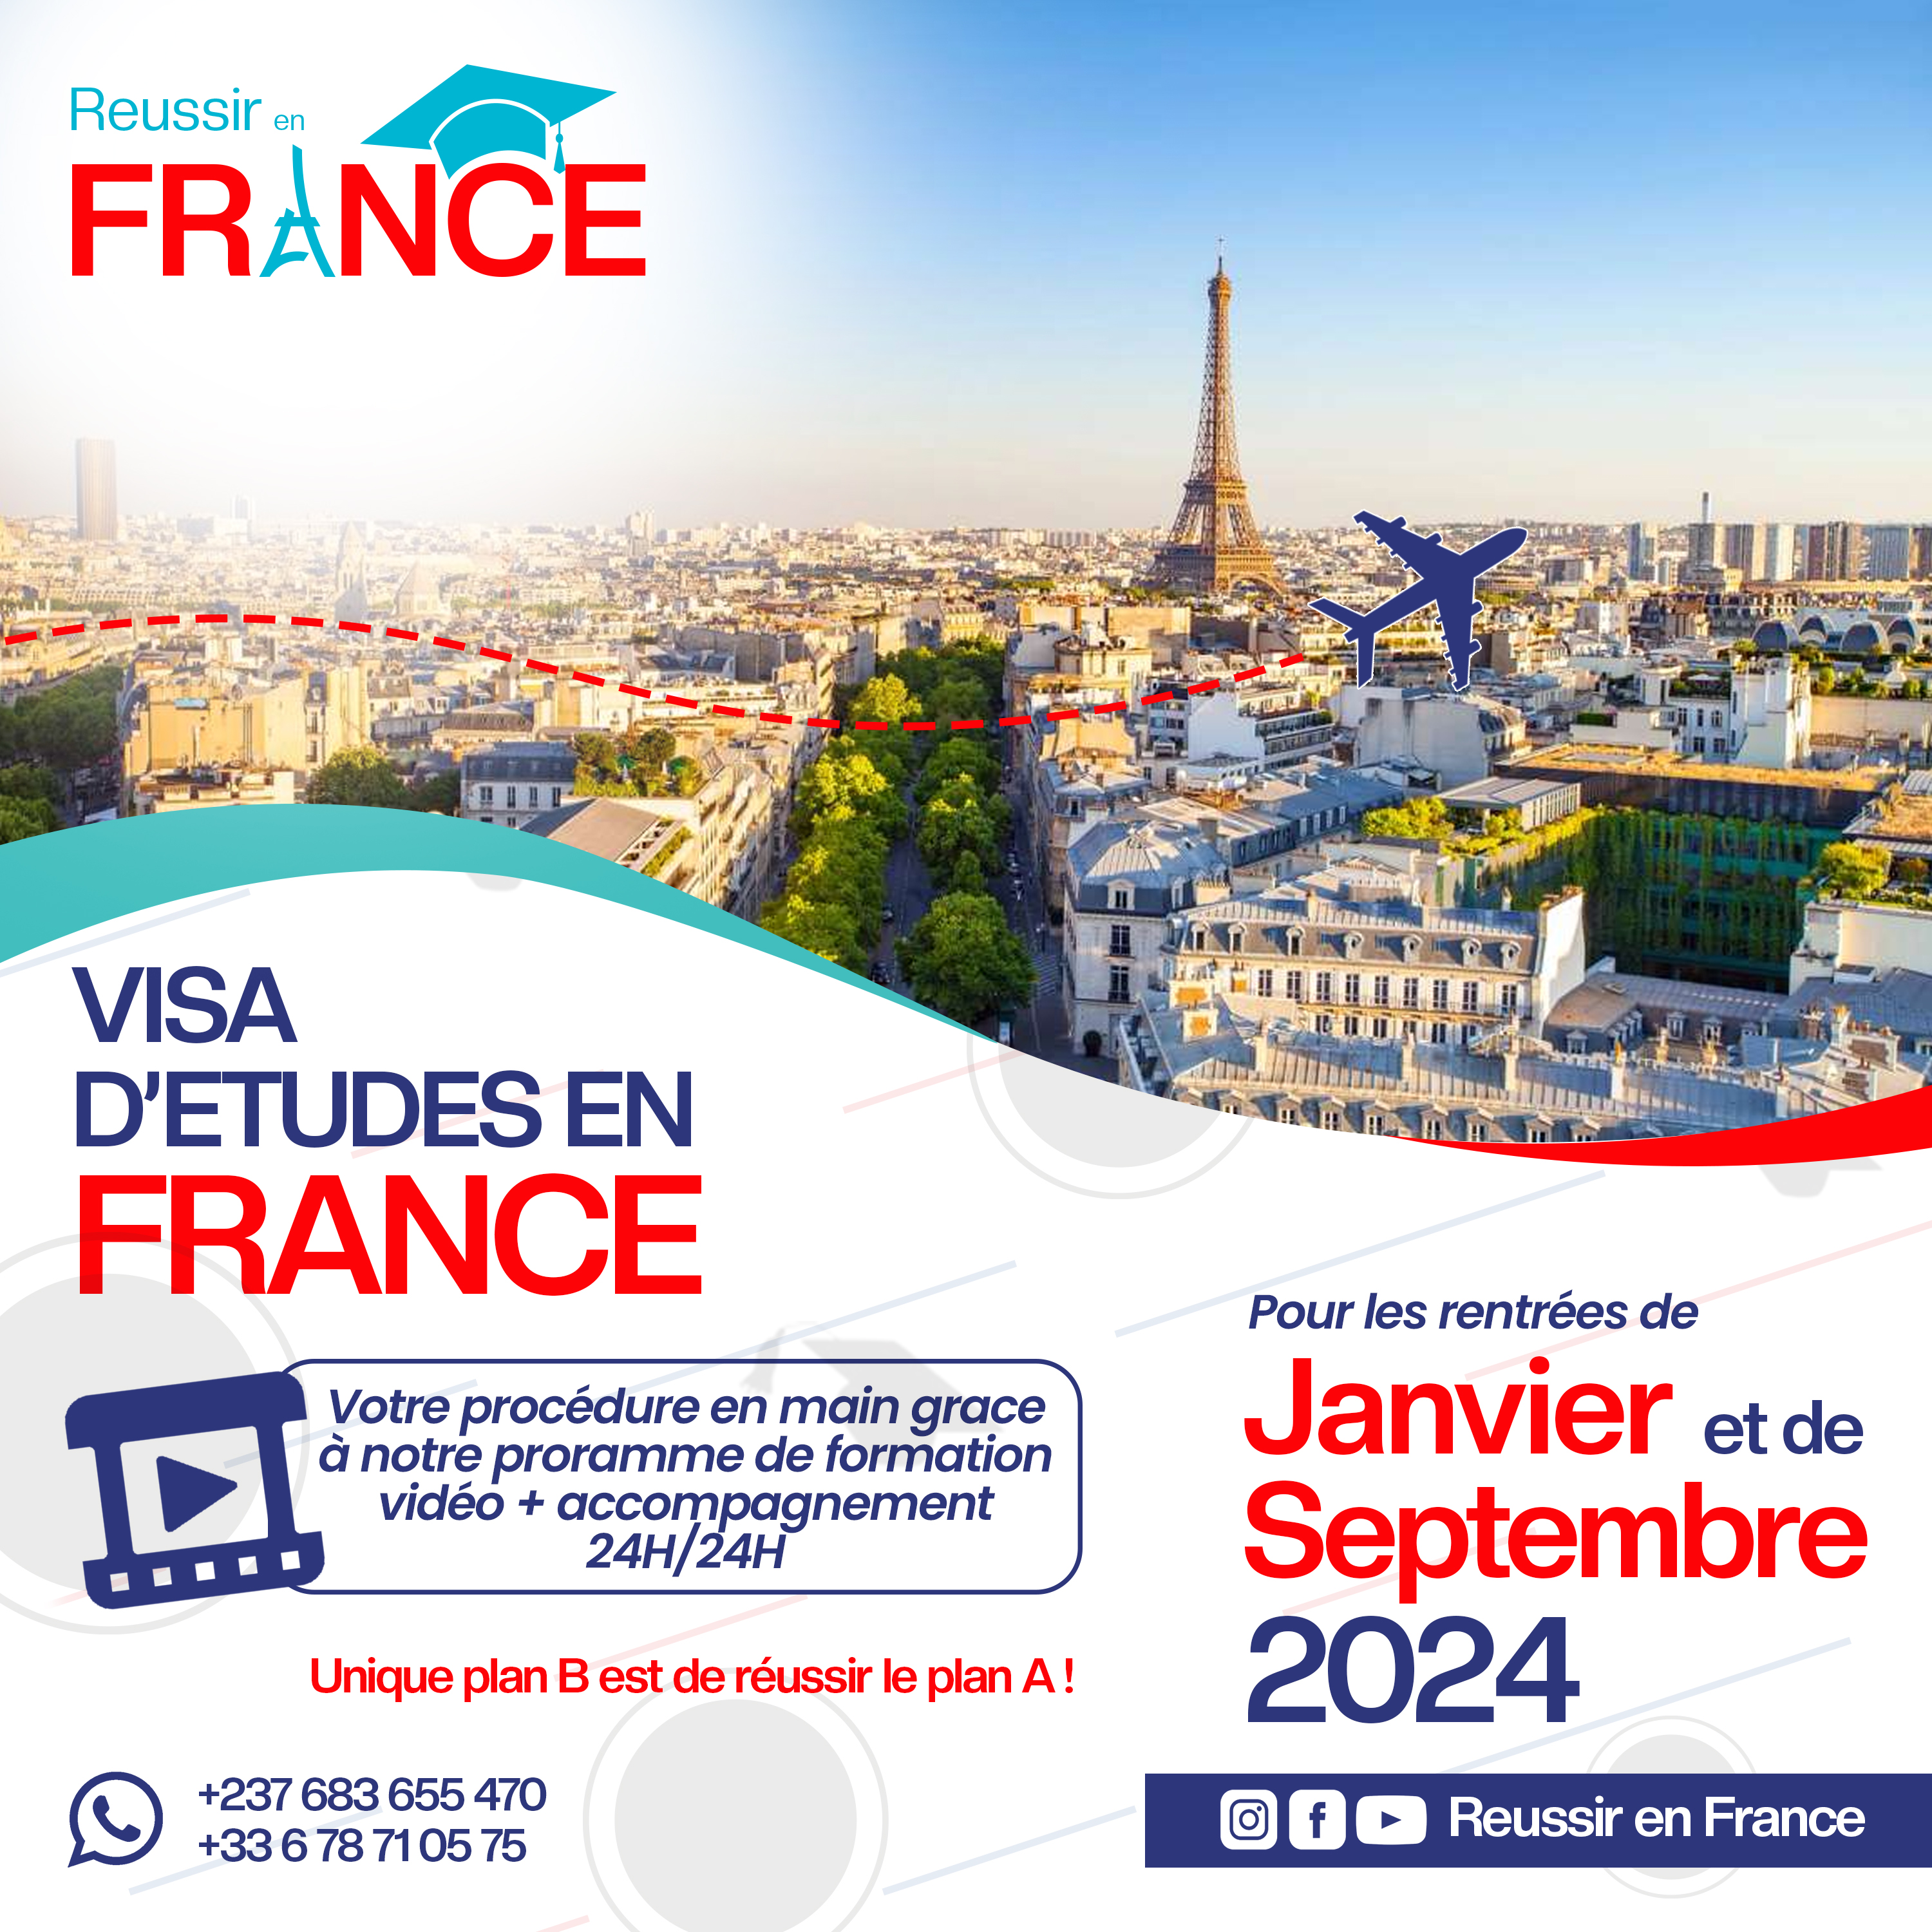 Reussir en
FRANCE
VISA
D’ETUDES EN
FRANCE
Votre procédure en main grace
à notre proramme de formation
vidéo + accompagnement
24H/24H
Unique plan B est de réussir le plan A !
+237 683 655 470
+33 6 78 71 05 75
Pour les rentrées de
Janvier et de
Septembre
2024
Reussir en France